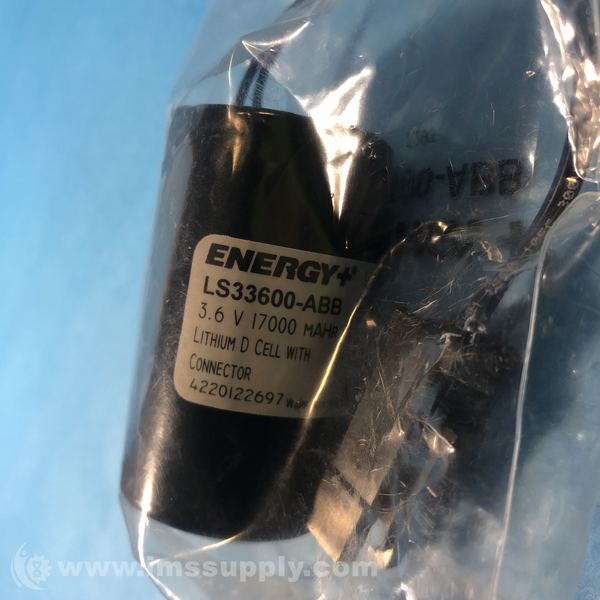 ENERGY+
LS33600-ABB
3.6 V 17000 MAHR
LITHIUM D CELL WITH
CONNECTOR
4220122697
www.imssupply.com